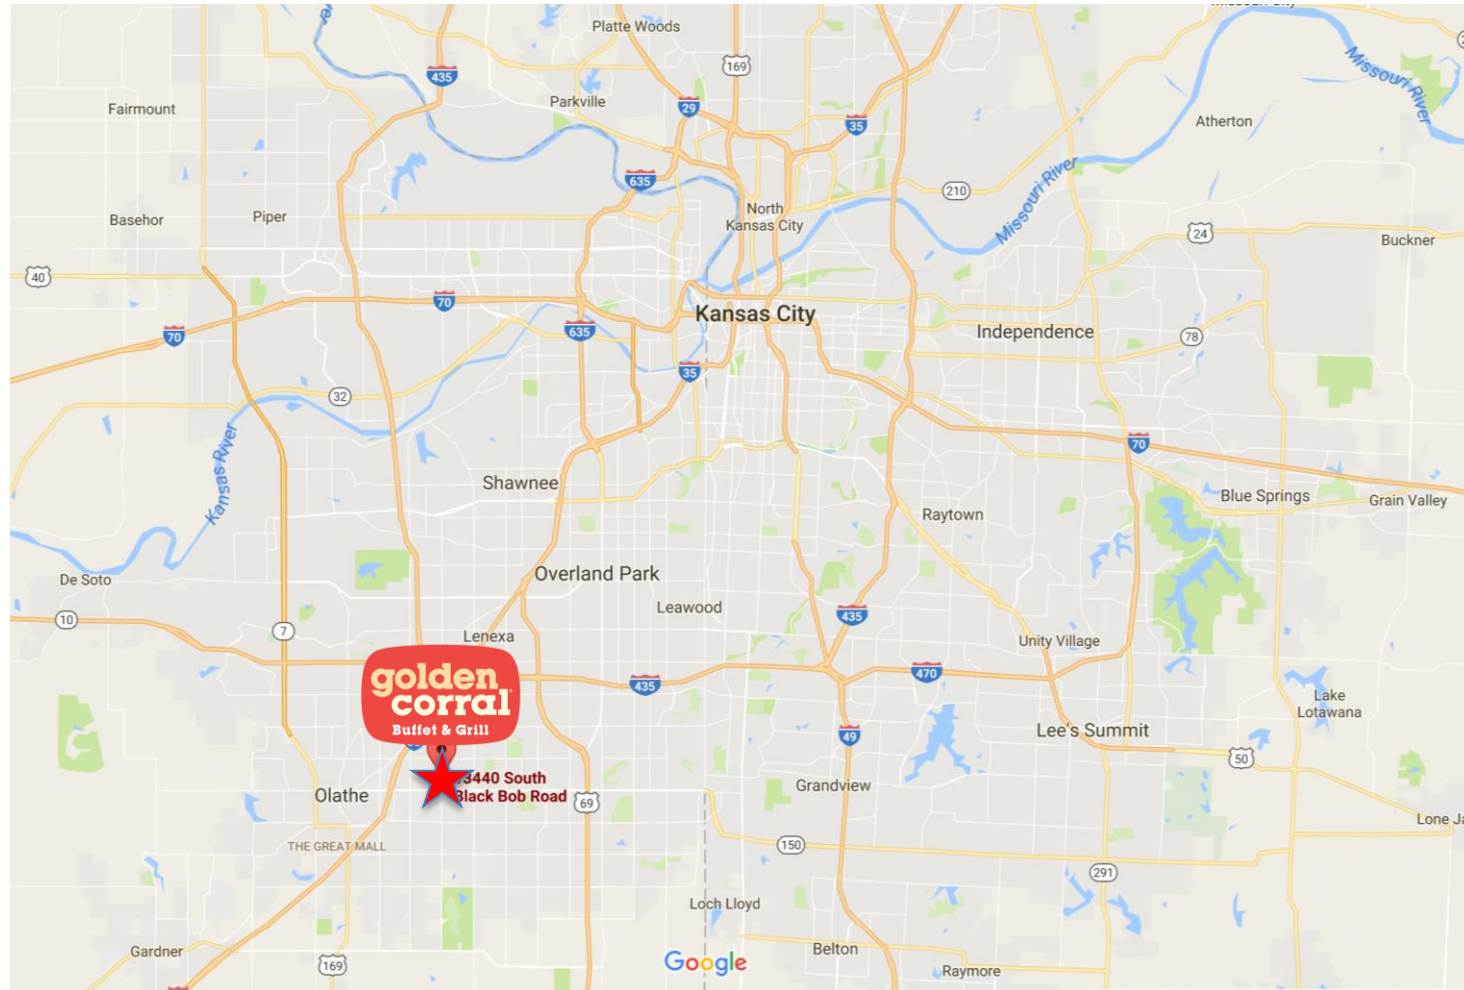 Platte Woods
169
435
29
Missouri River
Parkville
Fairmount
35
Atherton
Missouri River
635
210
North
Kansas City
Basehor
Piper
24
Buckner
40
70
Kansas City
635
Independence
70
78
35
32
70
Kansas River
Shawnee
Blue Springs
Grain Valley
Raytown
De Soto
Overland Park
Leawood
10
435
7
Lenexa
Unity Village
golden
corral
Buffet & Grill
435
470
Lake
Lotawana
Lee's Summit
49
50
3440 South
Black Bob Road
Olathe
69
Grandview
Lone
THE GREAT MALL
150
291
Loch Lloyd
Gardner
169
Google
Belton
Raymore